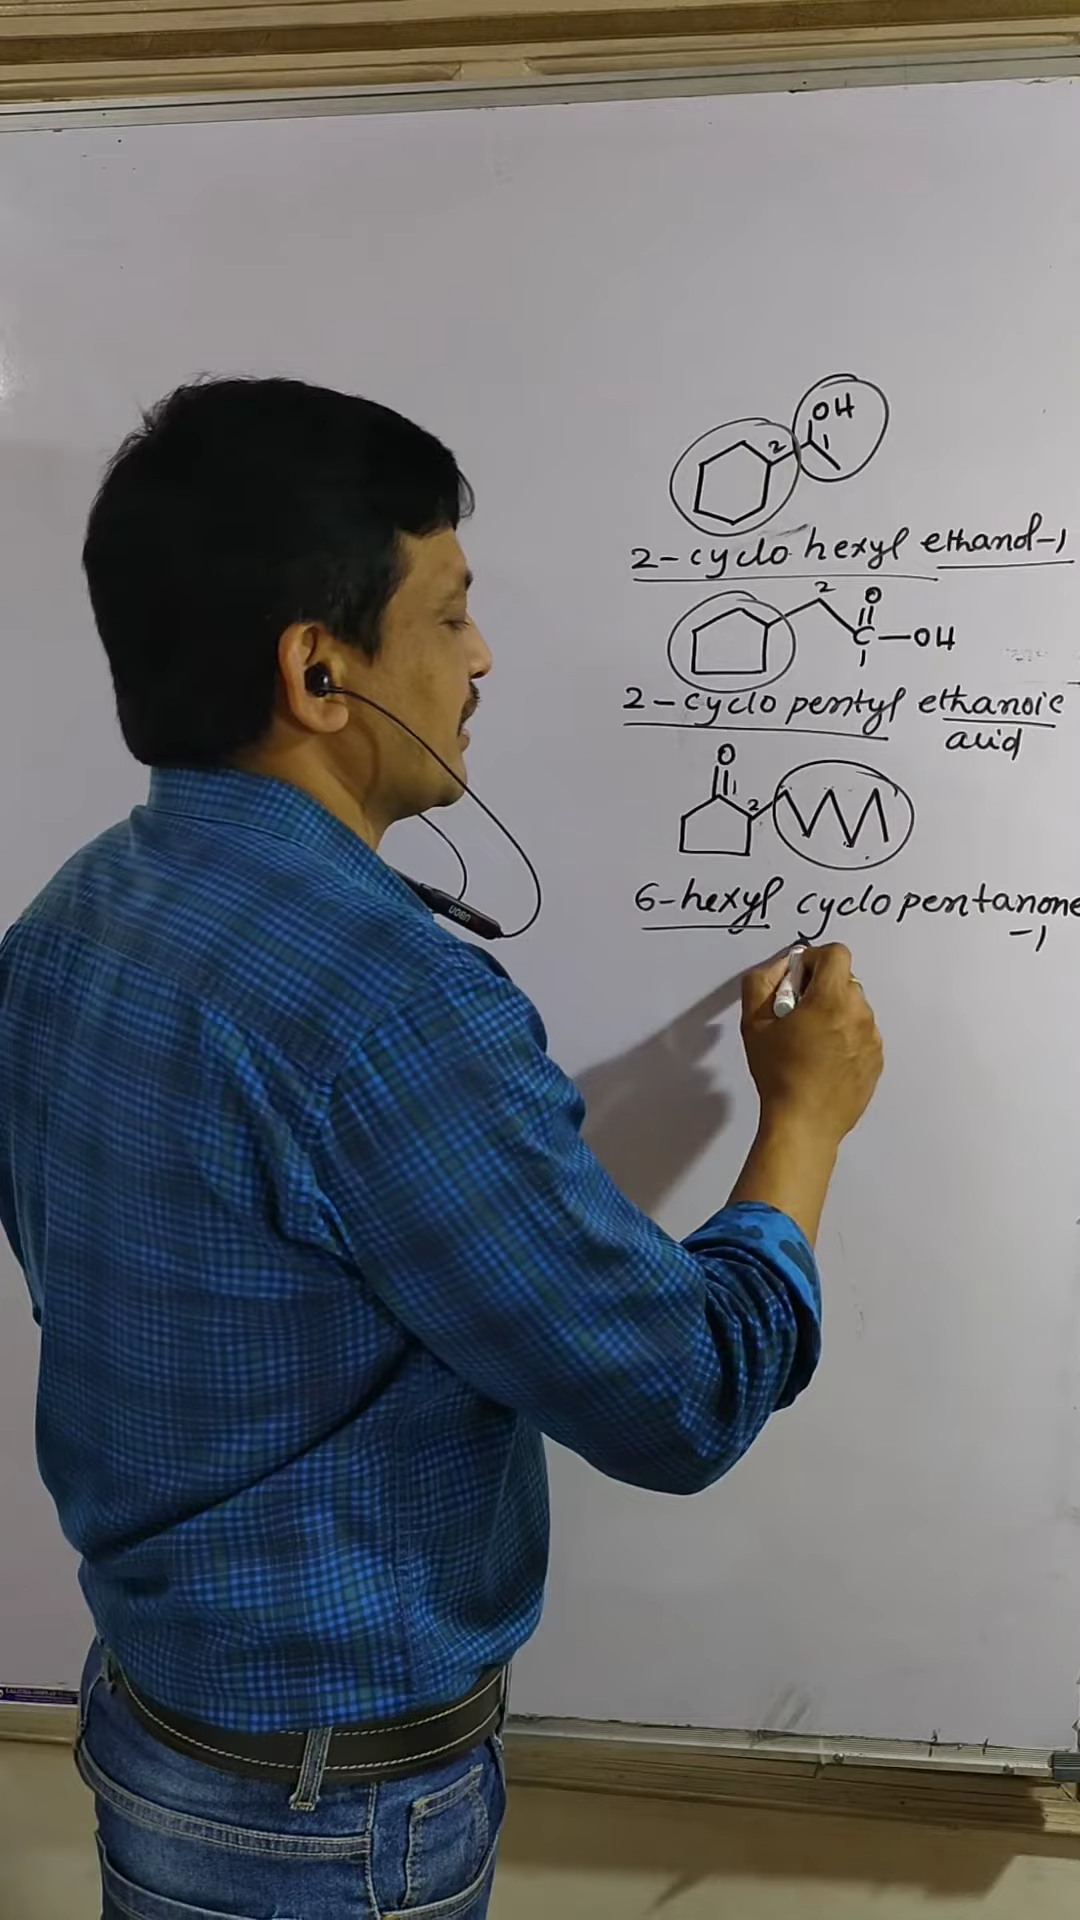 OH
2
1
2-cyclo hexyl ethanol-1
2
O
C-OH
1
2-cyclo pentyl ethanoic
acid
O
1
2
6-hexyl cyclopentanone
-1
UBON